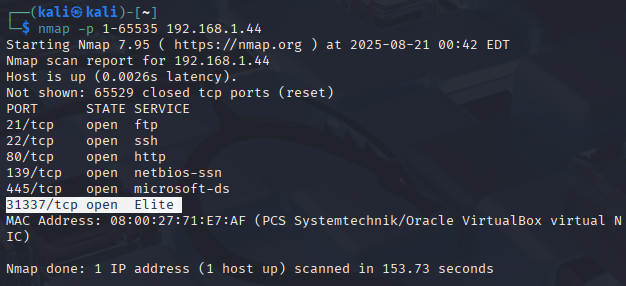 ┌──(kali㉿kali)-[~]
└─$ nmap -p 1-65535 192.168.1.44
Starting Nmap 7.95 ( https://nmap.org ) at 2025-08-21 00:42 EDT
Nmap scan report for 192.168.1.44
Host is up (0.0026s latency).
Not shown: 65529 closed tcp ports (reset)
PORT      STATE SERVICE
21/tcp    open  ftp
22/tcp    open  ssh
80/tcp    open  http
139/tcp   open  netbios-ssn
445/tcp   open  microsoft-ds
31337/tcp open  Elite
MAC Address: 08:00:27:71:E7:AF (PCS Systemtechnik/Oracle VirtualBox virtual N
IC)
Nmap done: 1 IP address (1 host up) scanned in 153.73 seconds